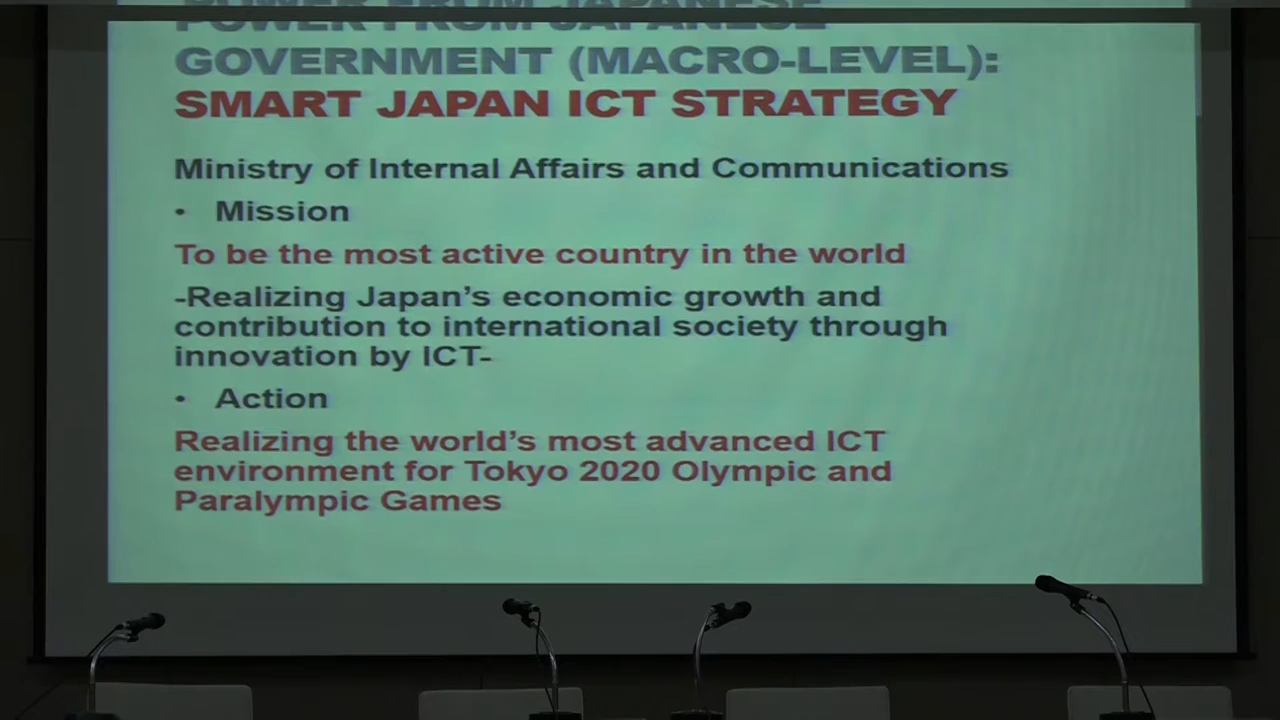 POWER FROM JAPANESE
GOVERNMENT (MACRO-LEVEL):
SMART JAPAN ICT STRATEGY
Ministry of Internal Affairs and Communications
• Mission
To be the most active country in the world
-Realizing Japan's economic growth and
contribution to international society through
innovation by ICT-
• Action
Realizing the world's most advanced ICT
environment for Tokyo 2020 Olympic and
Paralympic Games